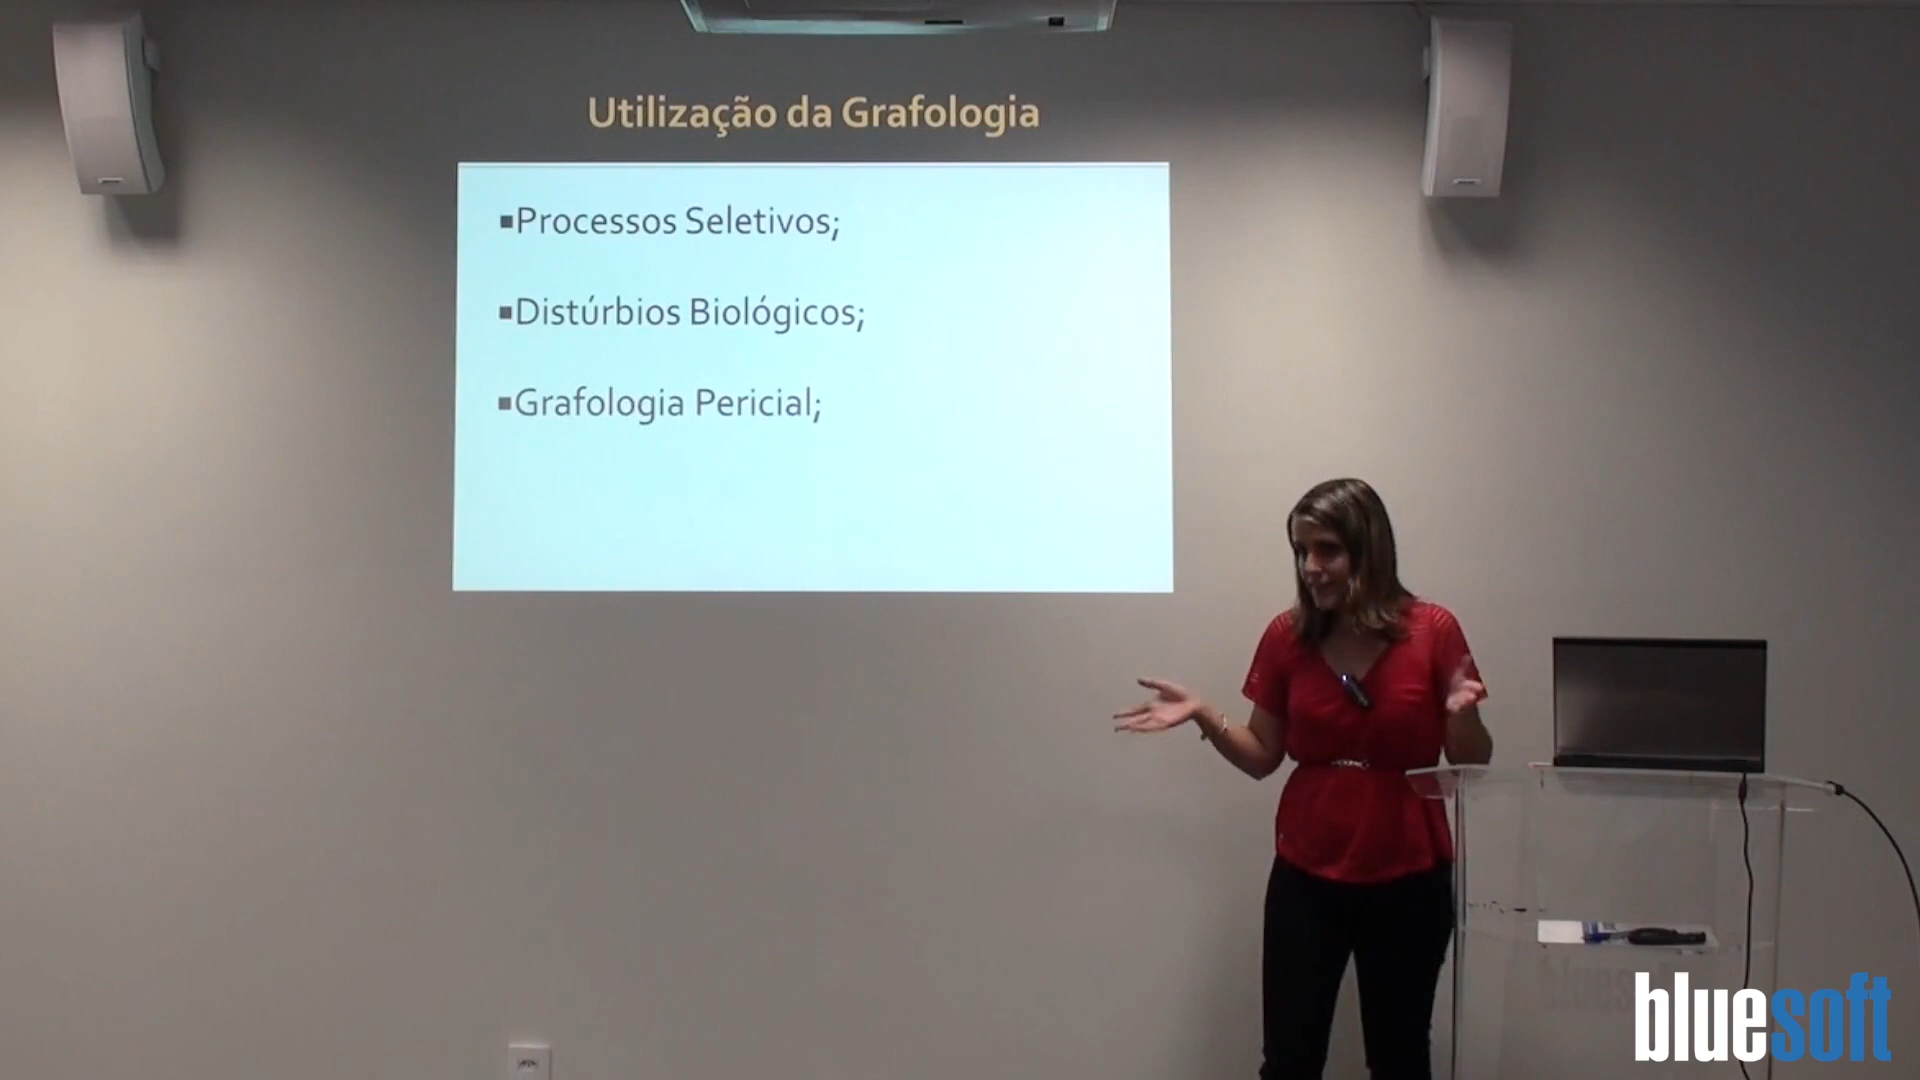 Utilização da Grafologia
▪Processos Seletivos;
▪Distúrbios Biológicos;
▪Grafologia Pericial;
bluesoft